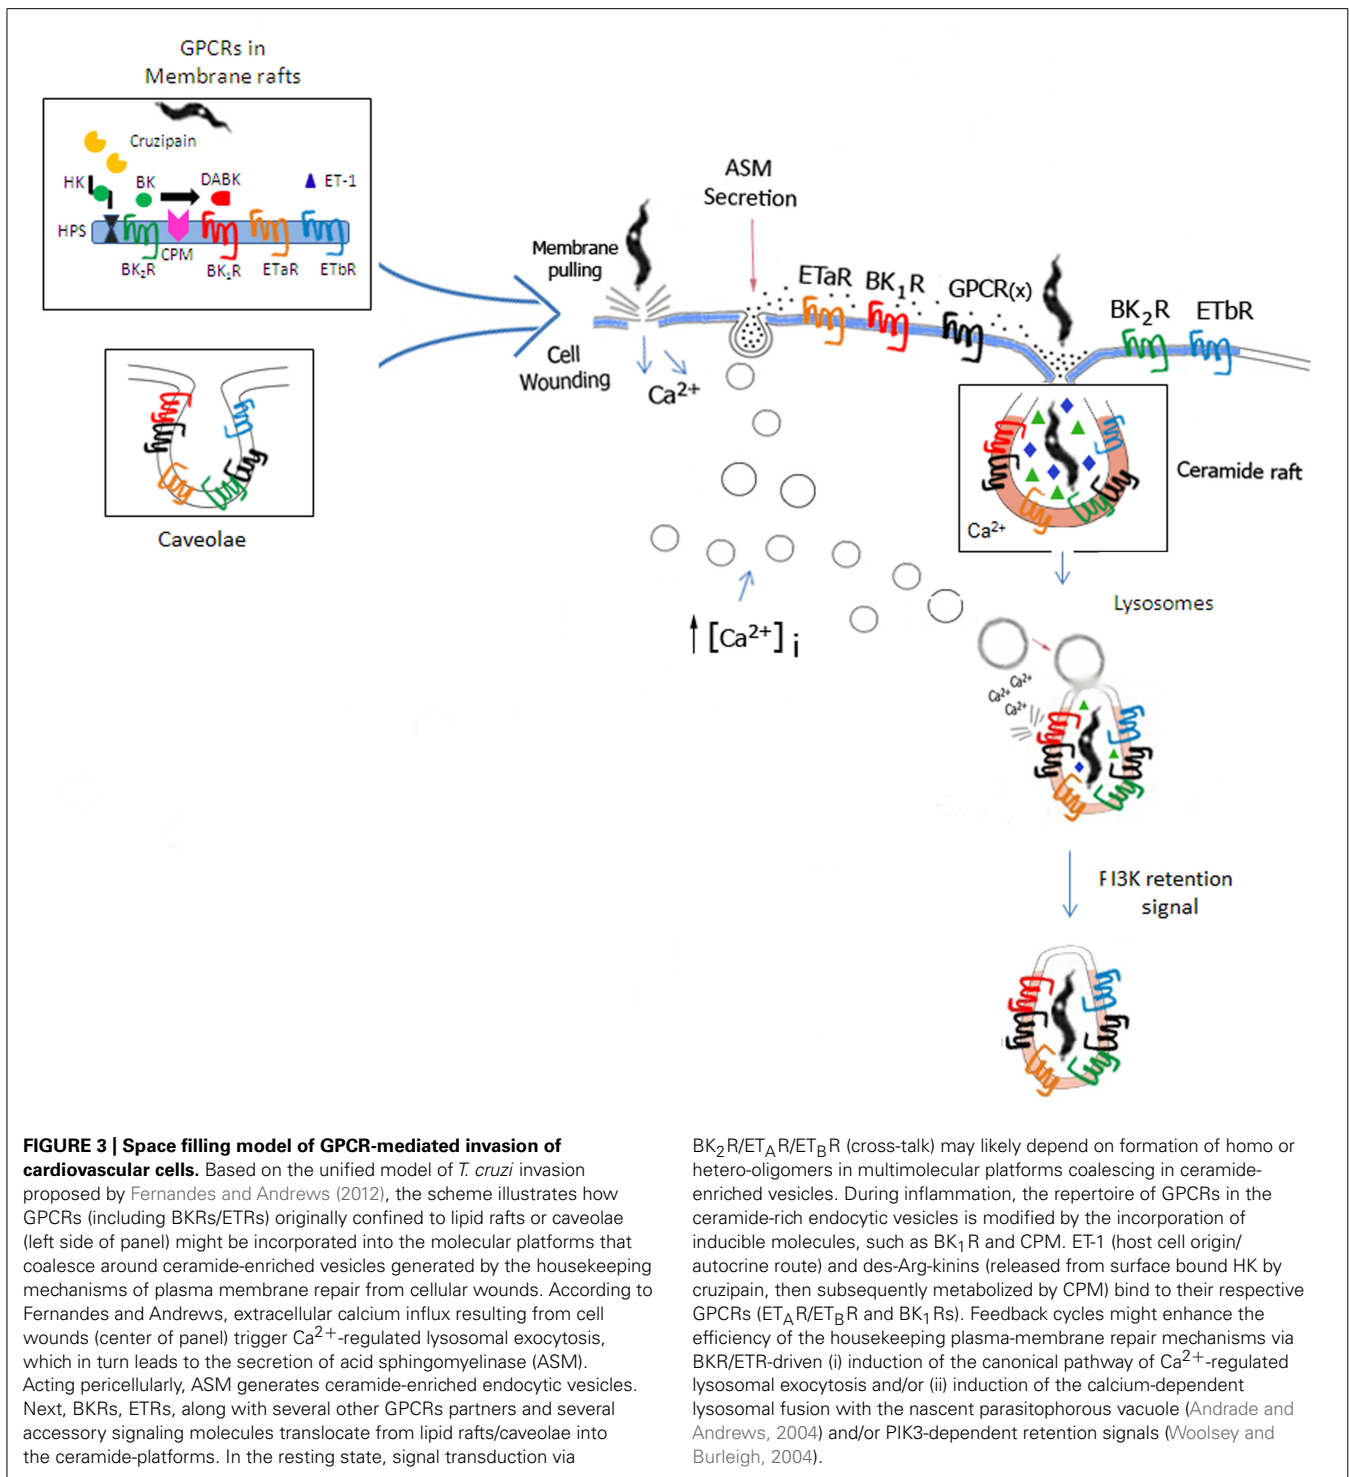 GPCRs in
Membrane rafts
Cruzipain
HK
BK
DABK
ET-1
HPS
CPM
BK₂R
BK₁R
ETaR
ETbR
Caveolae
Membrane
pulling
Cell
Wounding
Ca²⁺
ASM
Secretion
ETaR
BK₁R
GPCR(x)
BK₂R
ETbR
Ceramide raft
Ca²⁺
Lysosomes
[Ca²⁺]i
Ca²⁺
Ca²⁺
Ca²⁺
PI3K retention
signal
FIGURE 3 | Space filling model of GPCR-mediated invasion of
cardiovascular cells. Based on the unified model of T. cruzi invasion
proposed by Fernandes and Andrews (2012), the scheme illustrates how
GPCRs (including BKRs/ETRs) originally confined to lipid rafts or caveolae
(left side of panel) might be incorporated into the molecular platforms that
coalesce around ceramide-enriched vesicles generated by the housekeeping
mechanisms of plasma membrane repair from cellular wounds. According to
Fernandes and Andrews, extracellular calcium influx resulting from cell
wounds (center of panel) trigger Ca²⁺-regulated lysosomal exocytosis,
which in turn leads to the secretion of acid sphingomyelinase (ASM).
Acting pericellularly, ASM generates ceramide-enriched endocytic vesicles.
Next, BKRs, ETRs, along with several other GPCRs partners and several
accessory signaling molecules translocate from lipid rafts/caveolae into
the ceramide-platforms. In the resting state, signal transduction via
BK₂R/ET_AR/ET_BR (cross-talk) may likely depend on formation of homo or
hetero-oligomers in multimolecular platforms coalescing in ceramide-
enriched vesicles. During inflammation, the repertoire of GPCRs in the
ceramide-rich endocytic vesicles is modified by the incorporation of
inducible molecules, such as BK₁R and CPM. ET-1 (host cell origin/
autocrine route) and des-Arg-kinins (released from surface bound HK by
cruzipain, then subsequently metabolized by CPM) bind to their respective
GPCRs (ET_AR/ET_BR and BK₁Rs). Feedback cycles might enhance the
efficiency of the housekeeping plasma-membrane repair mechanisms via
BKR/ETR-driven (i) induction of the canonical pathway of Ca²⁺-regulated
lysosomal exocytosis and/or (ii) induction of the calcium-dependent
lysosomal fusion with the nascent parasitophorous vacuole (Andrade and
Andrews, 2004) and/or PIK3-dependent retention signals (Woolsey and
Burleigh, 2004).